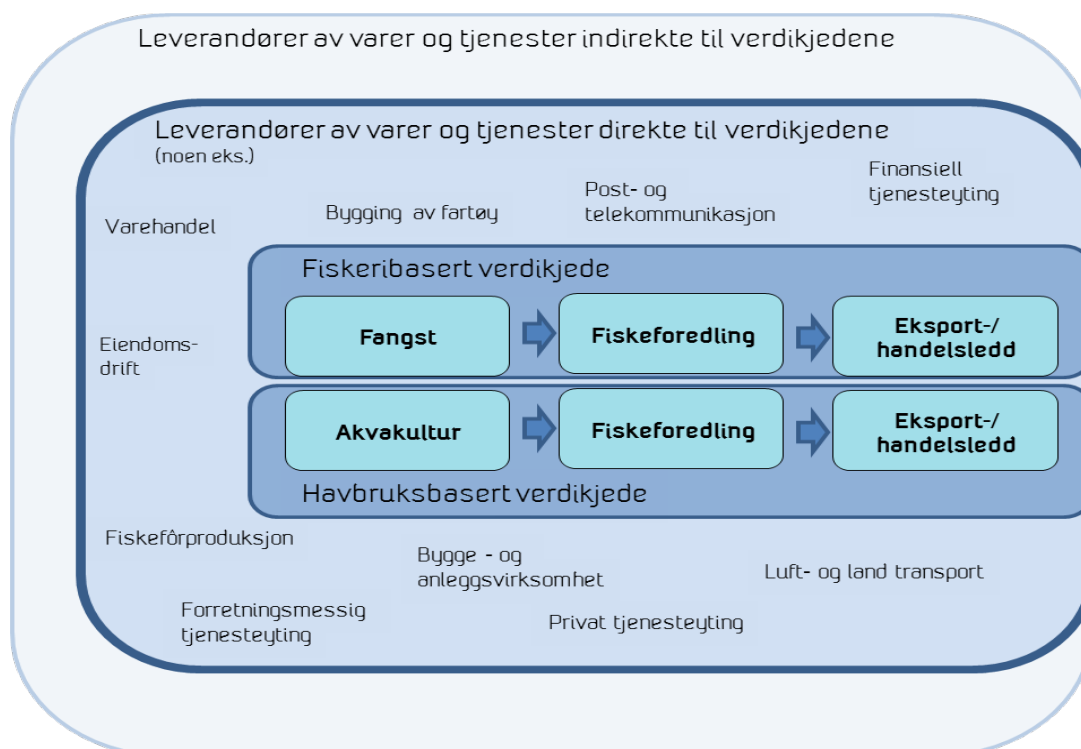 Leverandører av varer og tjenester indirekte til verdikjedene
Leverandører av varer og tjenester direkte til verdikjedene
(noen eks.)
Finansiell
tjenesteyting
Post- og
telekommunikasjon
Bygging av fartøy
Varehandel
Fiskeribasert verdikjede
Fangst
Fiskeforedling
Eksport-/
handelsledd
Eiendoms-
drift
Akvakultur
Fiskeforedling
Eksport-/
handelsledd
Havbruksbasert verdikjede
Fiskefôrproduksjon
Bygge - og
anleggsvirksomhet
Luft- og land transport
Forretningsmessig
tjenesteyting
Privat tjenesteyting